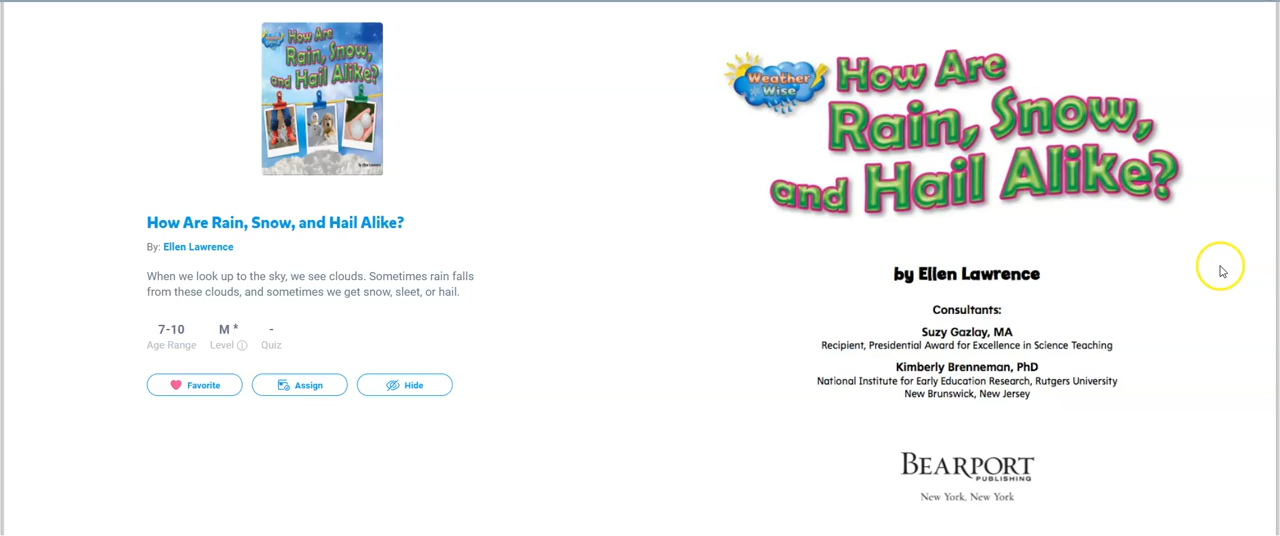 How Are
Rain, Snow,
and Hail Alike?
How Are Rain, Snow, and Hail Alike?
By: Ellen Lawrence
When we look up to the sky, we see clouds. Sometimes rain falls
from these clouds, and sometimes we get snow, sleet, or hail.
7-10 M * -
Age Range Level Quiz
Favorite Assign Hide
Weather
Wise
How Are
Rain, Snow,
and Hail Alike?
by Ellen Lawrence
Consultants:
Suzy Gazlay, MA
Recipient, Presidential Award for Excellence in Science Teaching
Kimberly Brenneman, PhD
National Institute for Early Education Research, Rutgers University
New Brunswick, New Jersey
BEARPORT
PUBLISHING
New York, New York